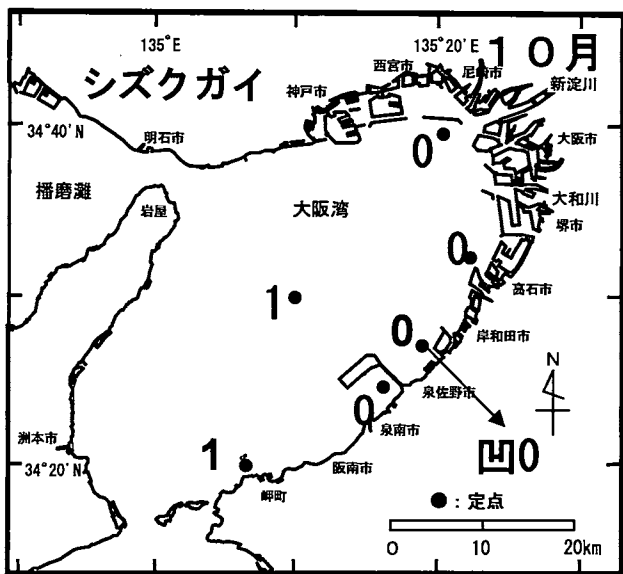 135°E
135°20'E
10月
シズクガイ
西宮市
尼崎市
新淀川
神戸市
34°40'N
明石市
0
大阪市
播磨灘
大和川
岩屋
大阪湾
堺市
0
高石市
1
0
岸和田市
N
泉佐野市
0
泉南市
洲本市
1
凹0
34°20'N
阪南市
岬町
●：定点
0 10 20km